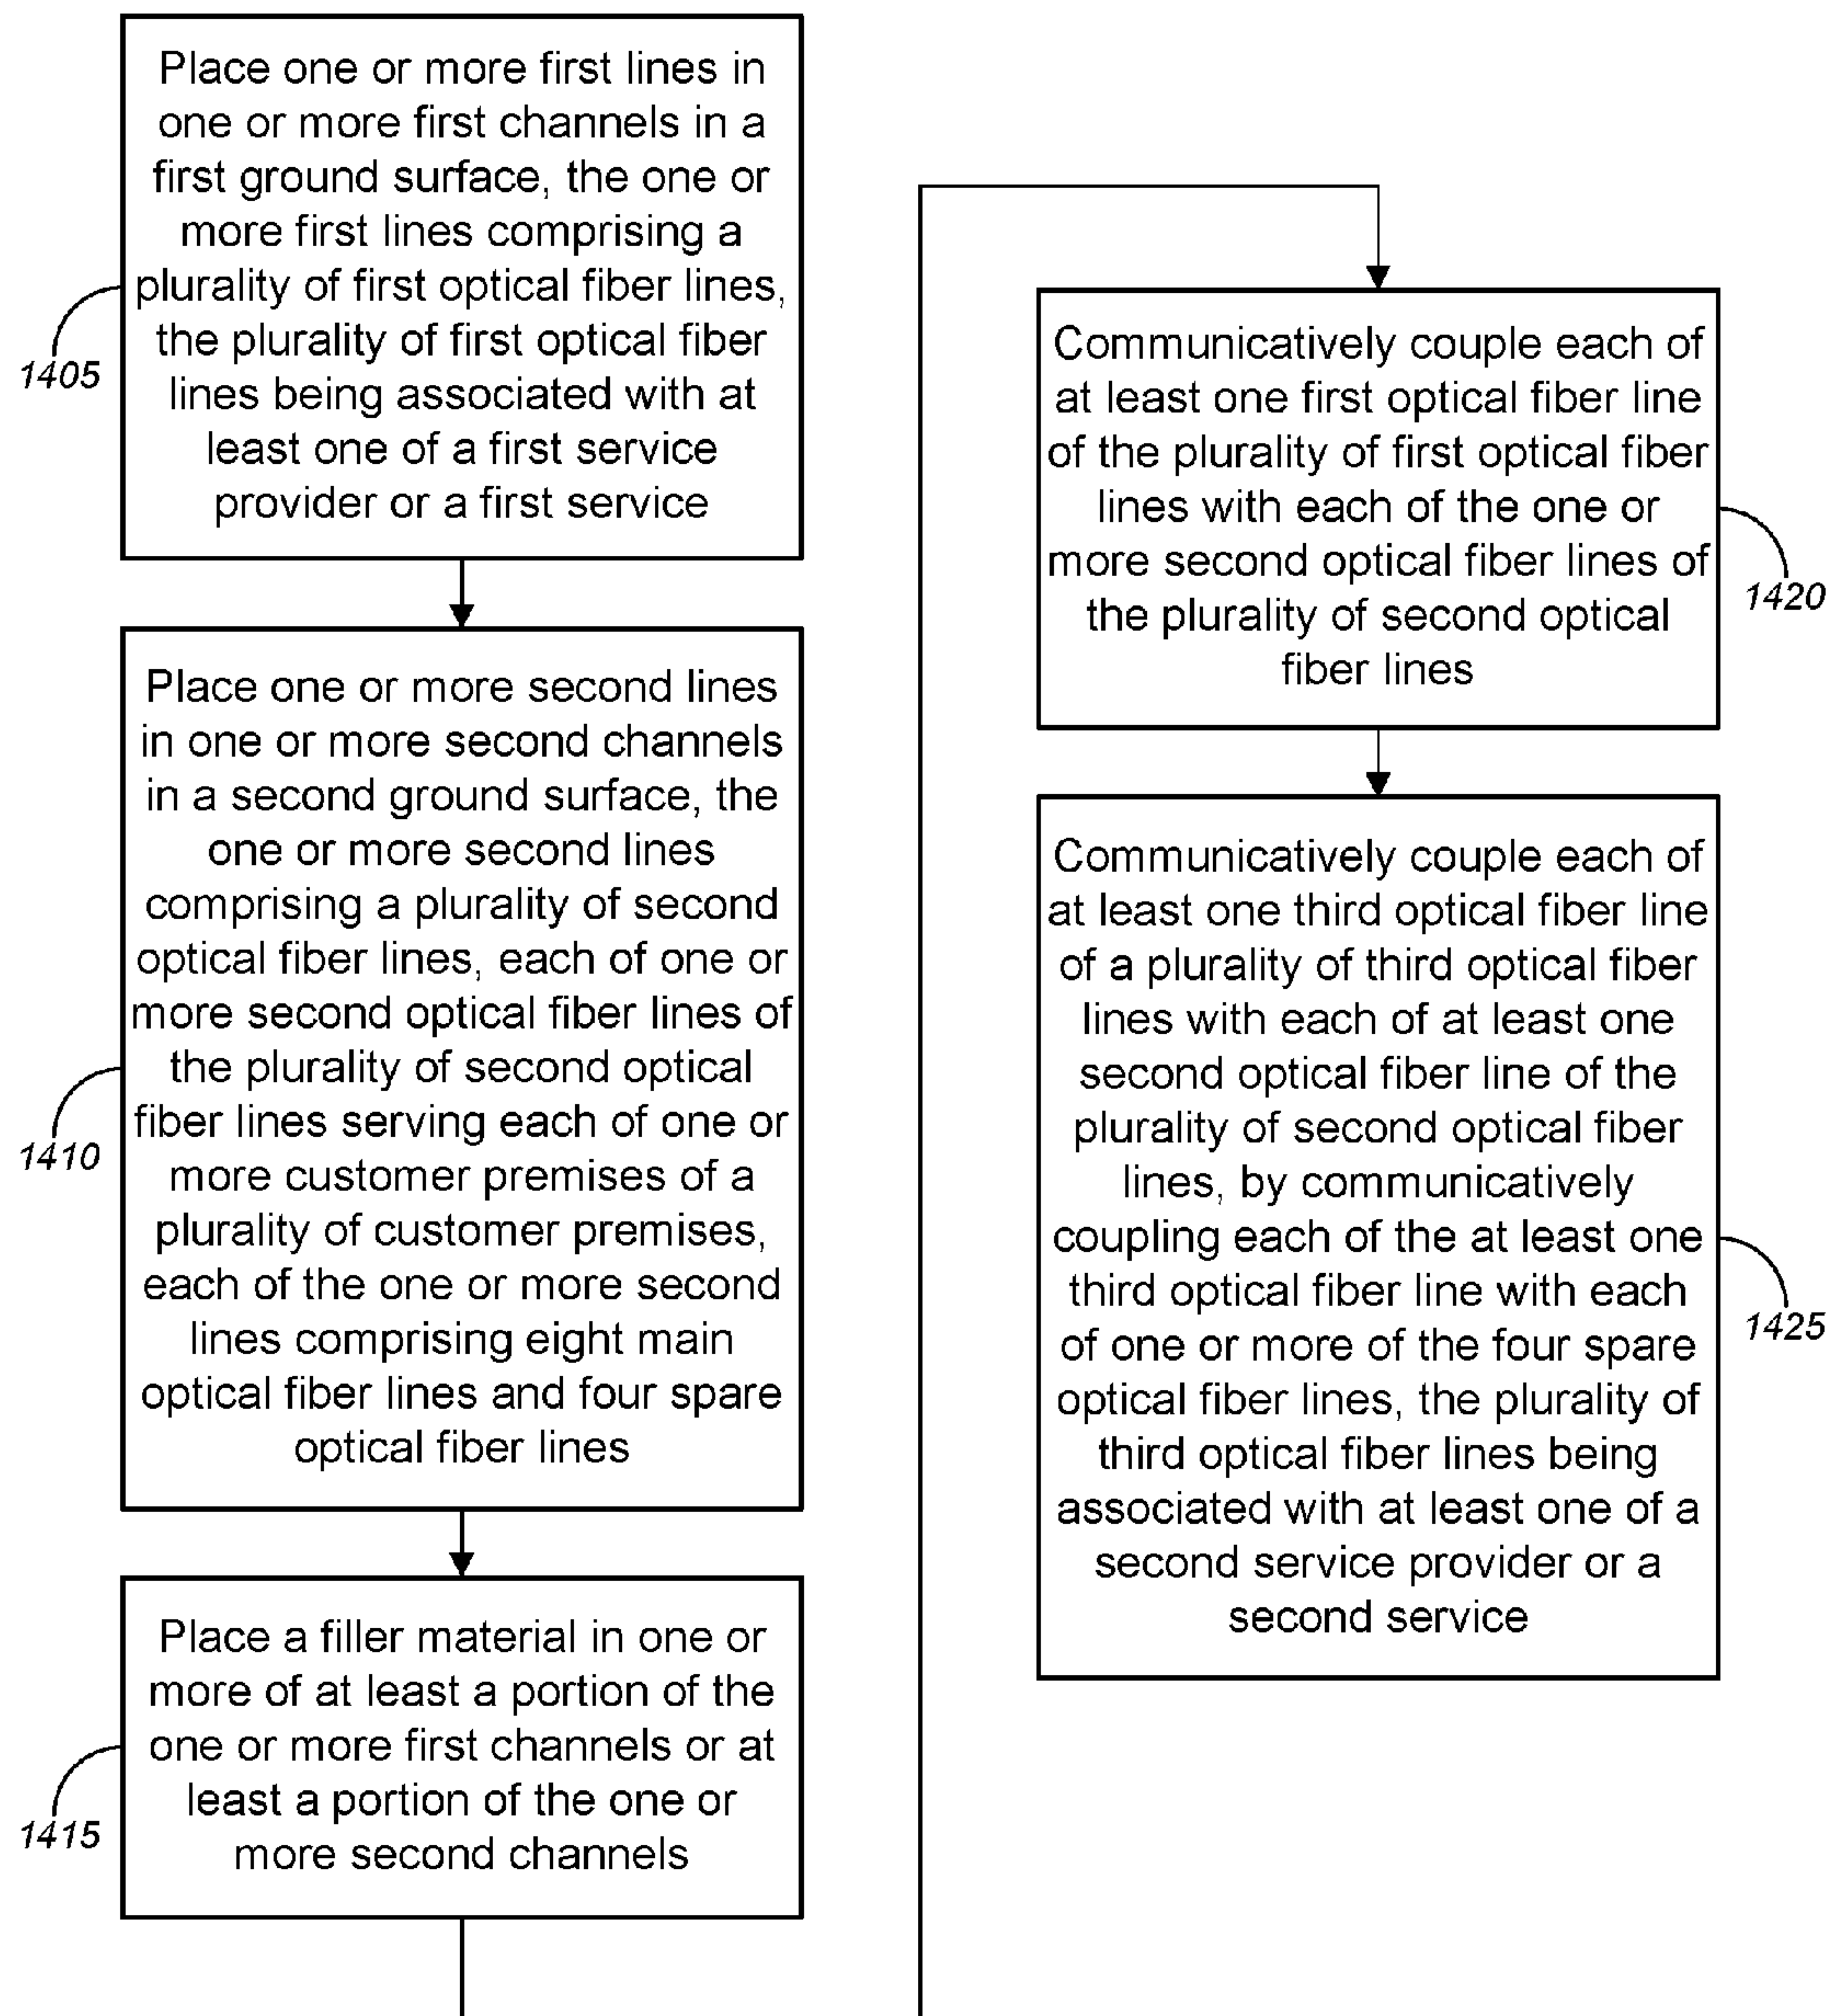 Place one or more first lines in
one or more first channels in a
first ground surface, the one or
more first lines comprising a
plurality of first optical fiber lines,
the plurality of first optical fiber
lines being associated with at
least one of a first service
provider or a first service
1405
Place one or more second lines
in one or more second channels
in a second ground surface, the
one or more second lines
comprising a plurality of second
optical fiber lines, each of one or
more second optical fiber lines of
the plurality of second optical
fiber lines serving each of one or
more customer premises of a
plurality of customer premises,
each of the one or more second
lines comprising eight main
optical fiber lines and four spare
optical fiber lines
1410
Place a filler material in one or
more of at least a portion of the
one or more first channels or at
least a portion of the one or
more second channels
1415
Communicatively couple each of
at least one first optical fiber line
of the plurality of first optical fiber
lines with each of the one or
more second optical fiber lines of
the plurality of second optical
fiber lines
1420
Communicatively couple each of
at least one third optical fiber line
of a plurality of third optical fiber
lines with each of at least one
second optical fiber line of the
plurality of second optical fiber
lines, by communicatively
coupling each of the at least one
third optical fiber line with each
of one or more of the four spare
optical fiber lines, the plurality of
third optical fiber lines being
associated with at least one of a
second service provider or a
second service
1425